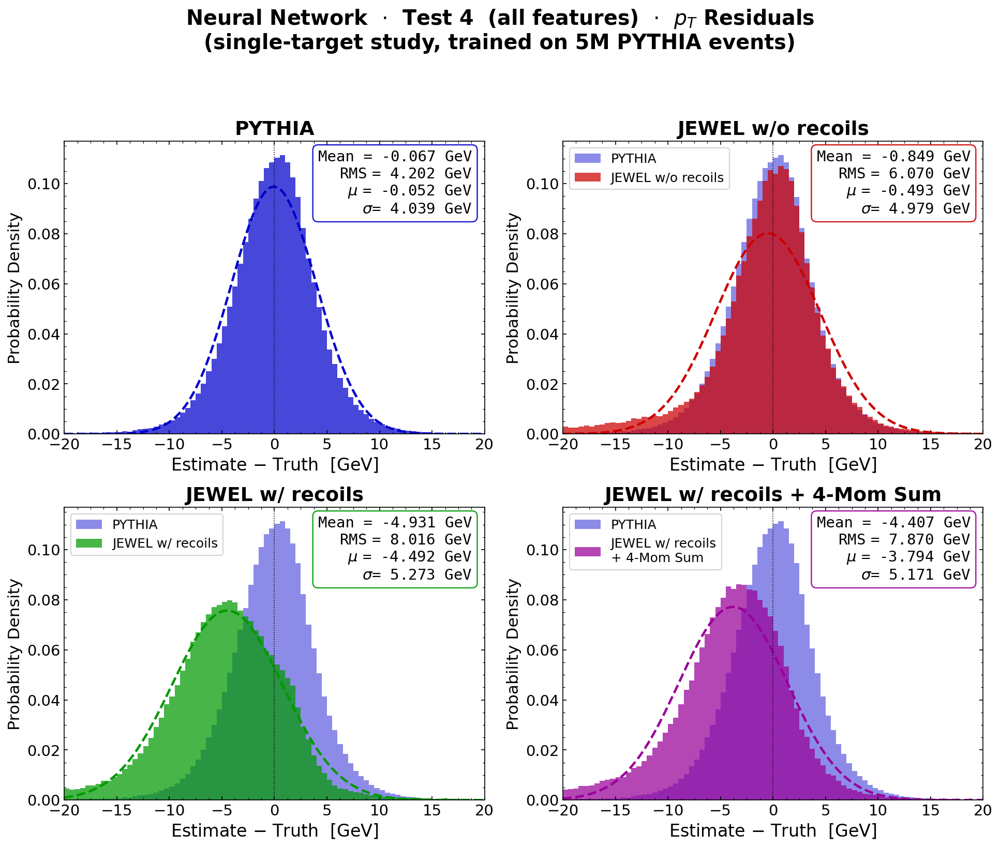 Neural Network · Test 4 (all features) · p_T Residuals
(single-target study, trained on 5M PYTHIA events)
PYTHIA
Mean = -0.067 GeV
RMS = 4.202 GeV
μ = -0.052 GeV
σ= 4.039 GeV
Probability Density
0.10
0.08
0.06
0.04
0.02
0.00
−20 −15 −10 −5 0 5 10 15 20
Estimate − Truth [GeV]
JEWEL w/o recoils
PYTHIA
JEWEL w/o recoils
Mean = -0.849 GeV
RMS = 6.070 GeV
μ = -0.493 GeV
σ= 4.979 GeV
Probability Density
0.10
0.08
0.06
0.04
0.02
0.00
−20 −15 −10 −5 0 5 10 15 20
Estimate − Truth [GeV]
JEWEL w/ recoils
PYTHIA
JEWEL w/ recoils
Mean = -4.931 GeV
RMS = 8.016 GeV
μ = -4.492 GeV
σ= 5.273 GeV
Probability Density
0.10
0.08
0.06
0.04
0.02
0.00
−20 −15 −10 −5 0 5 10 15 20
Estimate − Truth [GeV]
JEWEL w/ recoils + 4-Mom Sum
PYTHIA
JEWEL w/ recoils
+ 4-Mom Sum
Mean = -4.407 GeV
RMS = 7.870 GeV
μ = -3.794 GeV
σ= 5.171 GeV
Probability Density
0.10
0.08
0.06
0.04
0.02
0.00
−20 −15 −10 −5 0 5 10 15 20
Estimate − Truth [GeV]